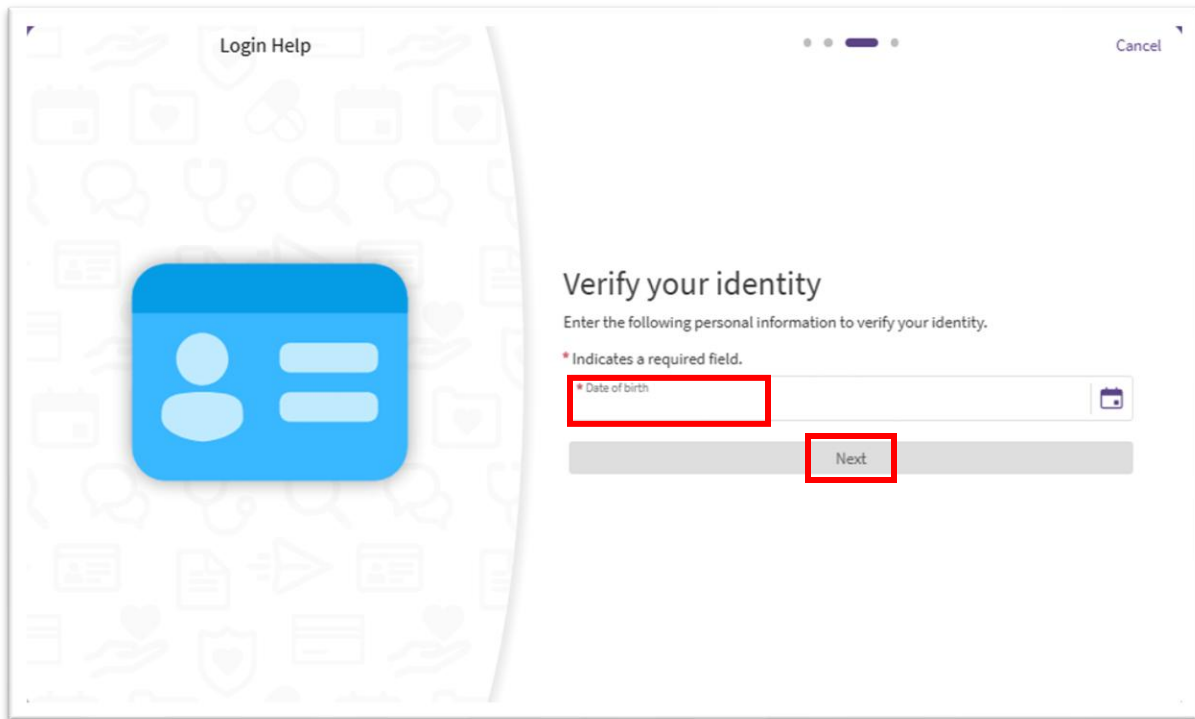 Login Help
Cancel
Verify your identity
Enter the following personal information to verify your identity.
* Indicates a required field.
* Date of birth
Next